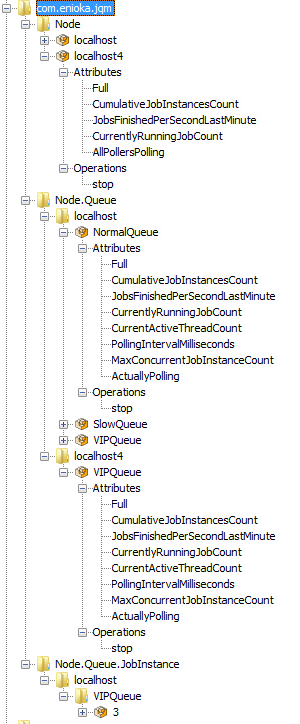 com.enioka.jqm
Node
localhost
localhost4
Attributes
Full
CumulativeJobInstancesCount
JobsFinishedPerSecondLastMinute
CurrentlyRunningJobCount
AllPollersPolling
Operations
stop
Node.Queue
localhost
NormalQueue
Attributes
Full
CumulativeJobInstancesCount
JobsFinishedPerSecondLastMinute
CurrentlyRunningJobCount
CurrentActiveThreadCount
PollingIntervalMilliseconds
MaxConcurrentJobInstanceCount
ActuallyPolling
Operations
stop
SlowQueue
VIPQueue
localhost4
VIPQueue
Attributes
Full
CumulativeJobInstancesCount
JobsFinishedPerSecondLastMinute
CurrentlyRunningJobCount
CurrentActiveThreadCount
PollingIntervalMilliseconds
MaxConcurrentJobInstanceCount
ActuallyPolling
Operations
stop
Node.Queue.JobInstance
localhost
VIPQueue
3